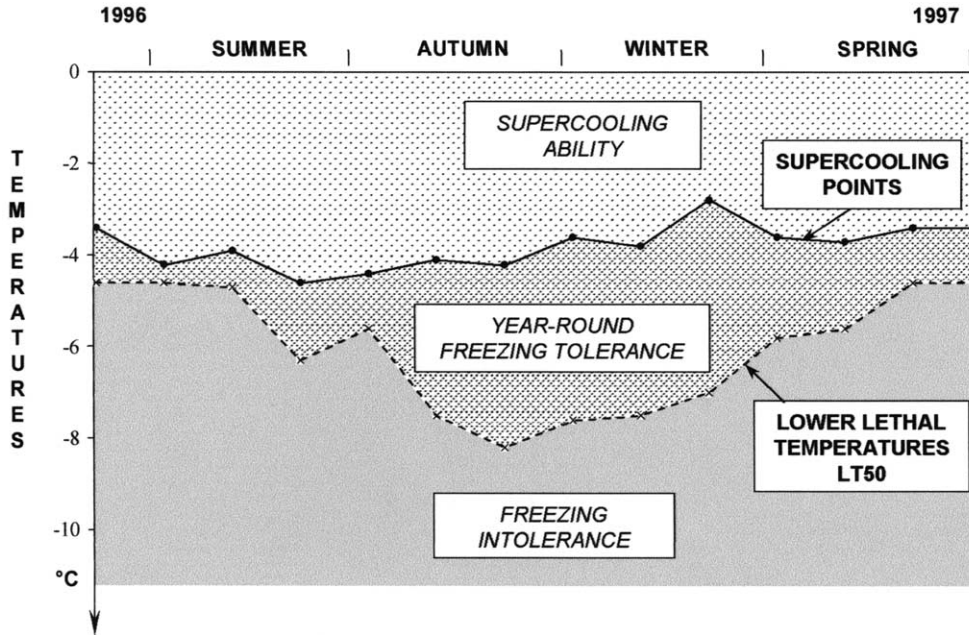 1996 1997
SUMMER AUTUMN WINTER SPRING
TEMPERATURES
0
-2
-4
-6
-8
-10
°C
SUPERCOOLING
ABILITY
SUPERCOOLING
POINTS
YEAR-ROUND
FREEZING TOLERANCE
LOWER LETHAL
TEMPERATURES
LT50
FREEZING
INTOLERANCE